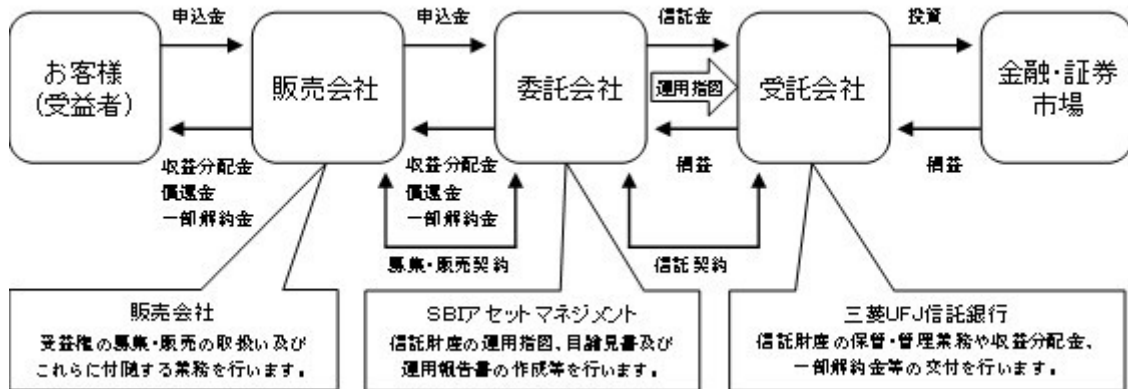 申込金
申込金
信託金
投資
お客様
(受益者)
販売会社
委託会社
運用指図
受託会社
金融・証券
市場
収益分配金
償還金
一部解約金
収益分配金
償還金
一部解約金
損益
損益
募集・販売契約
信託契約
販売会社
受益権の募集・販売の取扱い及び
これらに付随する業務を行います。
SBIアセットマネジメント
信託財産の運用指図、目論見書及び
運用報告書の作成等を行います。
三菱UFJ信託銀行
信託財産の保管・管理業務や収益分配金、
一部解約金等の交付を行います。